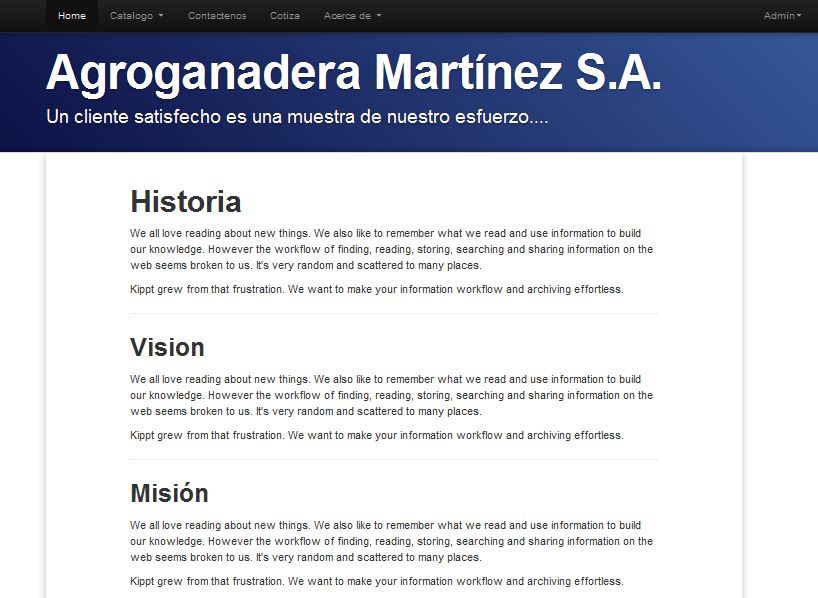 Home Catalogo Contactenos Cotiza Acerca de Admin
Agroganadera Martínez S.A.
Un cliente satisfecho es una muestra de nuestro esfuerzo....
Historia
We all love reading about new things. We also like to remember what we read and use information to build
our knowledge. However the workflow of finding, reading, storing, searching and sharing information on the
web seems broken to us. It's very random and scattered to many places.
Kippt grew from that frustration. We want to make your information workflow and archiving effortless.
Vision
We all love reading about new things. We also like to remember what we read and use information to build
our knowledge. However the workflow of finding, reading, storing, searching and sharing information on the
web seems broken to us. It's very random and scattered to many places.
Kippt grew from that frustration. We want to make your information workflow and archiving effortless.
Misión
We all love reading about new things. We also like to remember what we read and use information to build
our knowledge. However the workflow of finding, reading, storing, searching and sharing information on the
web seems broken to us. It's very random and scattered to many places.
Kippt grew from that frustration. We want to make your information workflow and archiving effortless.